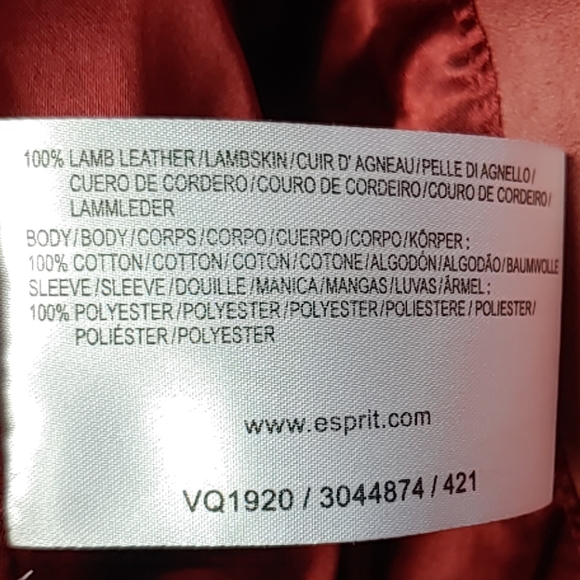 100% LAMB LEATHER/LAMBSKIN/CUIR D' AGNEAU/PELLE DI AGNELLO/
CUERO DE CORDERO/COURO DE CORDEIRO/COURO DE CORDEIRO/
LAMMLEDER
BODY/BODY/CORPS/CORPO/CUERPO/CORPO/KÖRPER:
100% COTTON/COTTON/COTON/COTONE/ALGODÓN/ALGODÃO/BAUMWOLLE
SLEEVE/SLEEVE/DOUILLE/MANICA/MANGAS/LUVAS/ÄRMEL:
100% POLYESTER/POLYESTER/POLYESTER/POLIESTERE/POLIESTER/
POLIÉSTER/POLYESTER
www.esprit.com
VQ1920 / 3044874 / 421